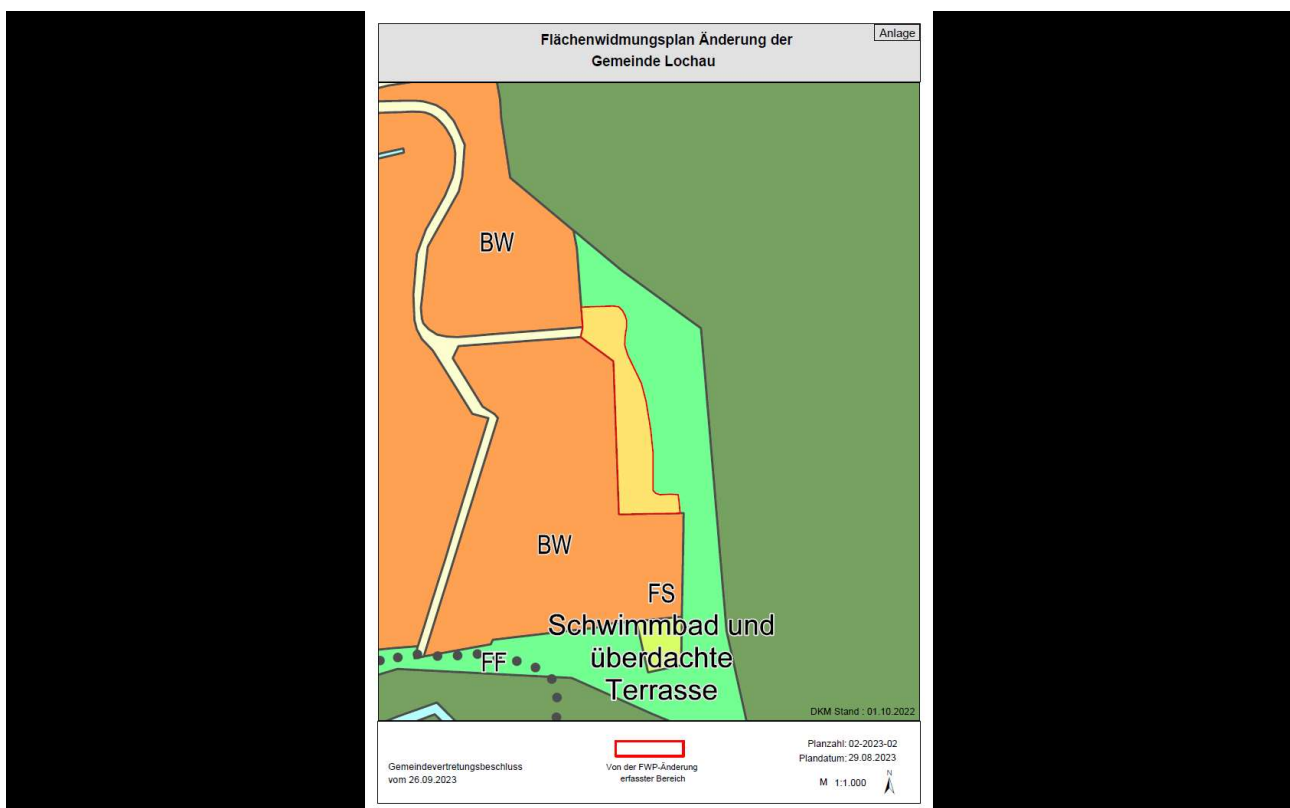 Flächenwidmungsplan Änderung der
Gemeinde Lochau
Anlage
BW
BW
FS
Schwimmbad und
überdachte
Terrasse
FF
DKM Stand : 01.10.2022
Gemeindevertretungsbeschluss
vom 26.09.2023
Von der FWP-Änderung
erfasster Bereich
Planzahl: 02-2023-02
Plandatum: 29.08.2023
M 1:1.000
N